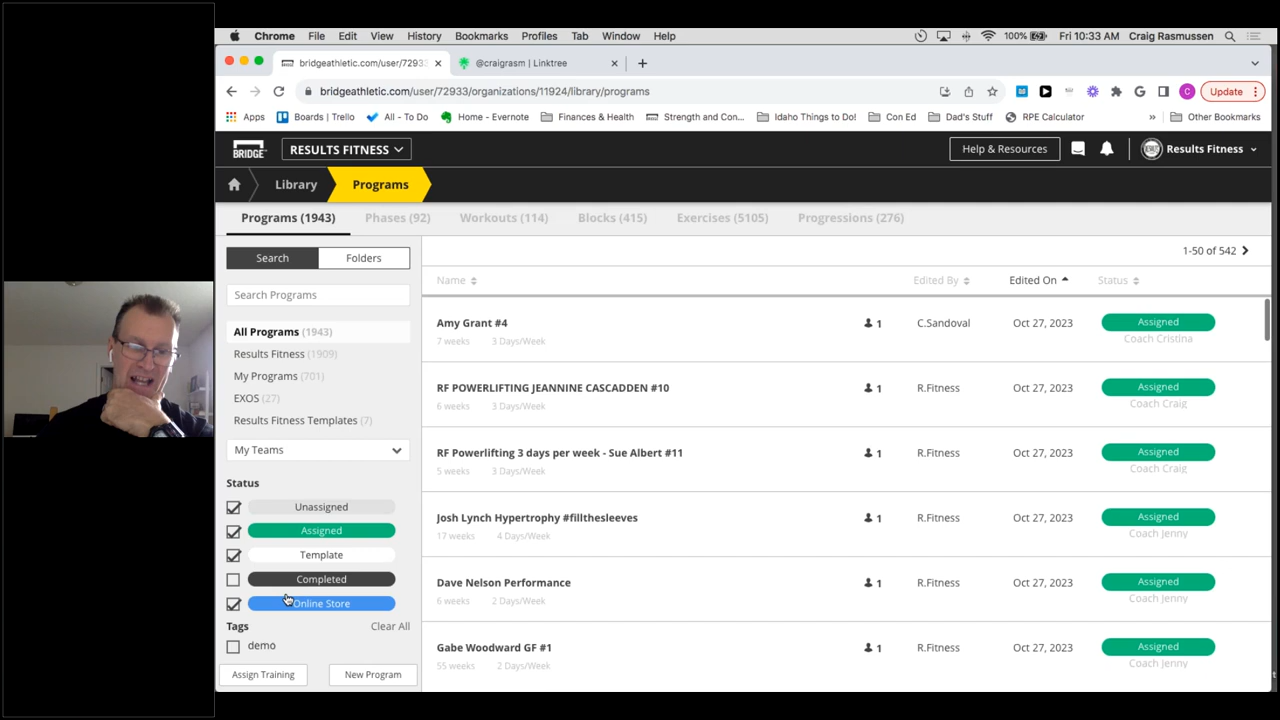 Chrome File Edit View History Bookmarks Profiles Tab Window Help 100% Fri 10:33 AM Craig Rasmussen
bridgeathletic.com/user/72933 @craigrasm | Linktree
bridgeathletic.com/user/72933/organizations/11924/library/programs C Update
Apps Boards | Trello All - To Do Home - Evernote Finances & Health Strength and Con... Idaho Things to Do! Con Ed Dad's Stuff RPE Calculator » Other Bookmarks
BRIDGE RESULTS FITNESS Help & Resources Results Fitness
Library Programs
Programs (1943) Phases (92) Workouts (114) Blocks (415) Exercises (5105) Progressions (276)
Search Folders
1-50 of 542
Search Programs
Name Edited By Edited On Status
All Programs (1943)
Results Fitness (1909)
My Programs (701)
EXOS (27)
Results Fitness Templates (7)
My Teams
Status
Unassigned
Assigned
Template
Completed
Online Store
Tags Clear All
demo
Assign Training New Program
Amy Grant #4 1 C.Sandoval Oct 27, 2023 Assigned
7 weeks 3 Days/Week Coach Cristina
RF POWERLIFTING JEANNINE CASCADDEN #10 1 R.Fitness Oct 27, 2023 Assigned
6 weeks 3 Days/Week Coach Craig
RF Powerlifting 3 days per week - Sue Albert #11 1 R.Fitness Oct 27, 2023 Assigned
5 weeks 3 Days/Week Coach Craig
Josh Lynch Hypertrophy #fillthesleeves 1 R.Fitness Oct 27, 2023 Assigned
17 weeks 4 Days/Week Coach Jenny
Dave Nelson Performance 1 R.Fitness Oct 27, 2023 Assigned
6 weeks 2 Days/Week Coach Jenny
Gabe Woodward GF #1 1 R.Fitness Oct 27, 2023 Assigned
55 weeks 2 Days/Week Coach Jenny